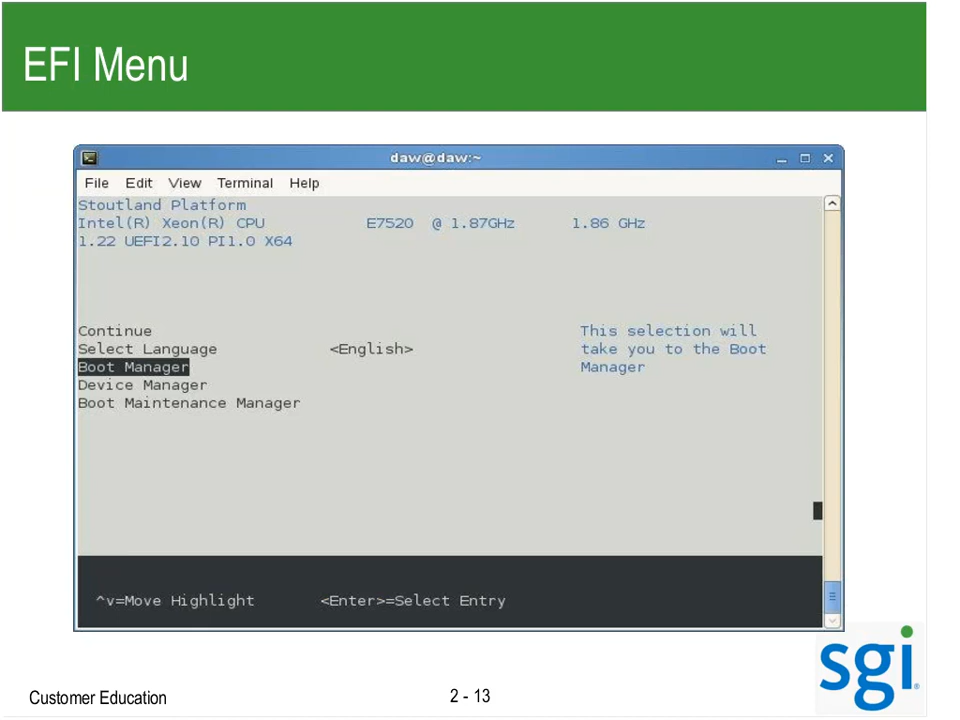 EFI Menu
daw@daw:~
File Edit View Terminal Help
Stoutland Platform
Intel(R) Xeon(R) CPU E7520 @ 1.87GHz 1.86 GHz
1.22 UEFI2.10 PI1.0 X64
Continue This selection will
Select Language <English> take you to the Boot
Boot Manager Manager
Device Manager
Boot Maintenance Manager
^v=Move Highlight <Enter>=Select Entry
sgi®
Customer Education 2 - 13